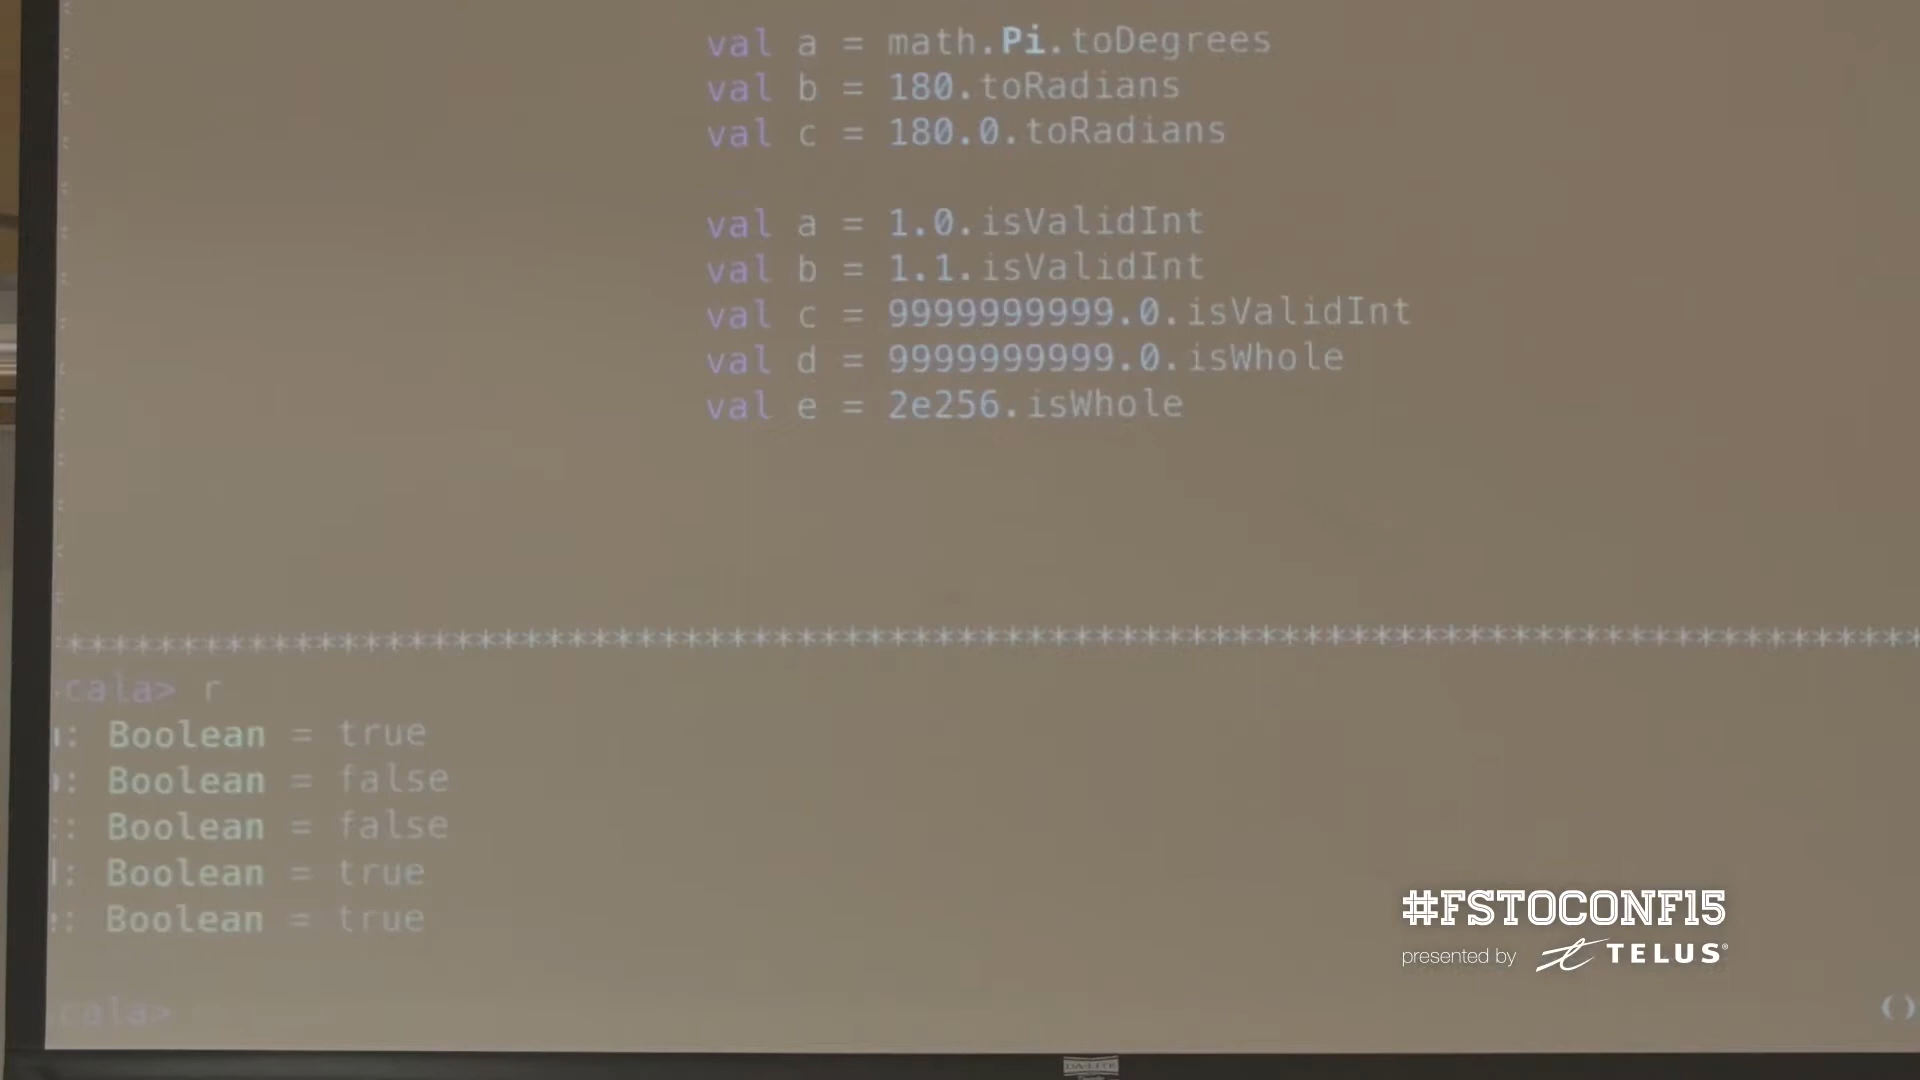 val a = math.Pi.toDegrees
val b = 180.toRadians
val c = 180.0.toRadians
val a = 1.0.isValidInt
val b = 1.1.isValidInt
val c = 9999999999.0.isValidInt
val d = 9999999999.0.isWhole
val e = 2e256.isWhole
*********************************************************************************
cala> r
: Boolean = true
: Boolean = false
: Boolean = false
: Boolean = true
: Boolean = true
cala>
()
#FSTOCONF15
presented by TELUS®